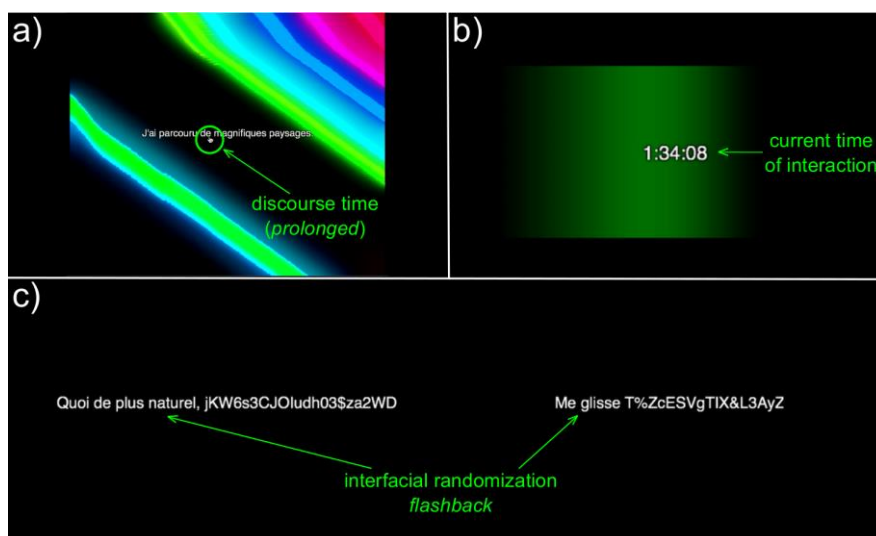 a)
J'ai parcouru de magnifiques paysages
discourse time
(prolonged)
b)
1:34:08
current time
of interaction
c)
Quoi de plus naturel, jKW6s3CJOIudh03$za2WD
Me glisse T%ZcESVgTIX&L3AyZ
interfacial randomization
flashback